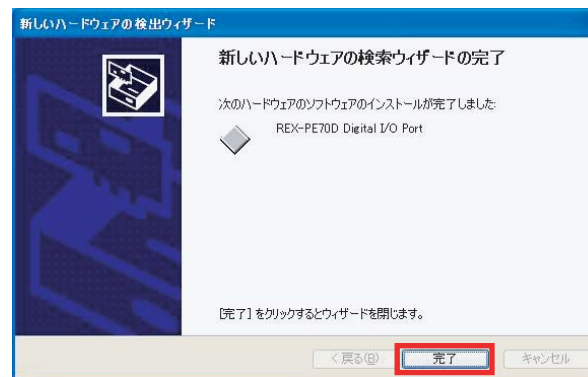 新しいハードウェアの検出ウィザード
新しいハードウェアの検索ウィザードの完了
次のハードウェアのソフトウェアのインストールが完了しました:
REX-PE70D Digital I/O Port
[完了] をクリックするとウィザードを閉じます。
< 戻る(B) 完了 キャンセル